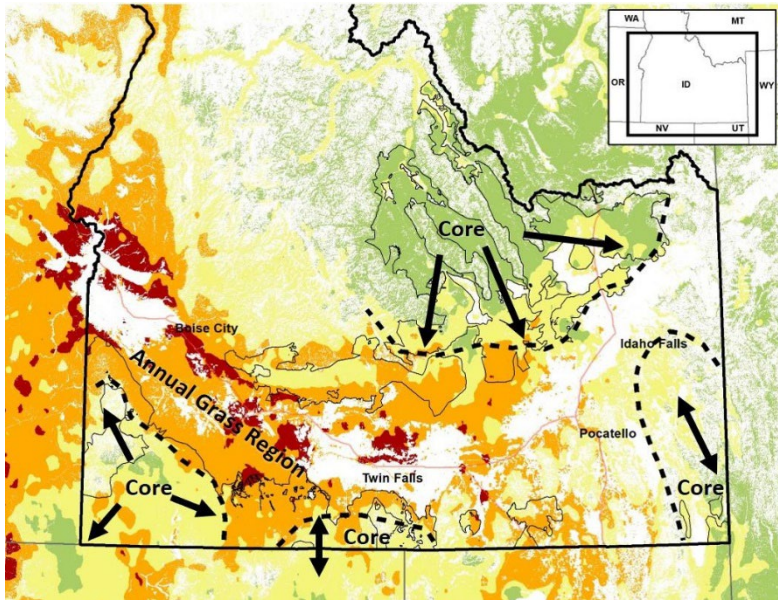 WA
MT
OR
ID
WY
NV
UT
Core
Boise City
Idaho Falls
Annual Grass Region
Pocatello
Twin Falls
Core
Core
Core